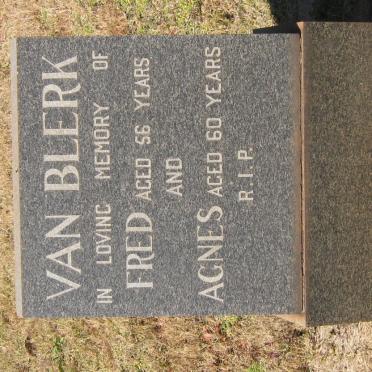 VAN BLERK
IN LOVING MEMORY OF
FRED AGED 56 YEARS
AND
AGNES AGED 60 YEARS
R.I.P.